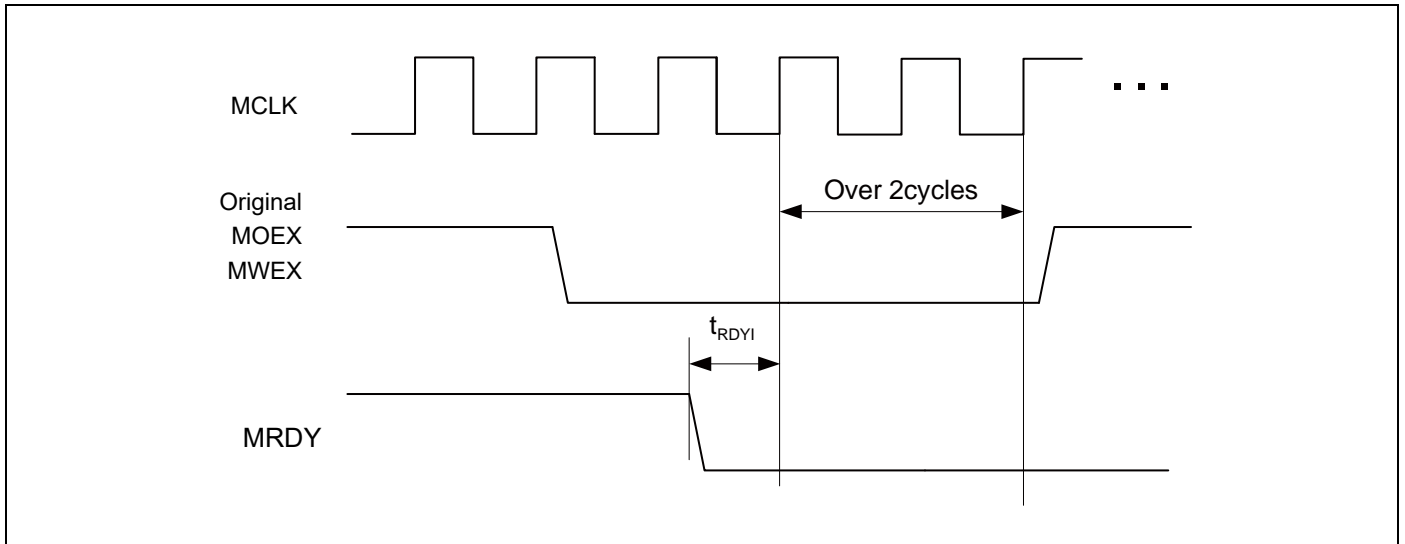 MCLK
Original
MOEX
MWEX
Over 2cycles
tRDYI
MRDY